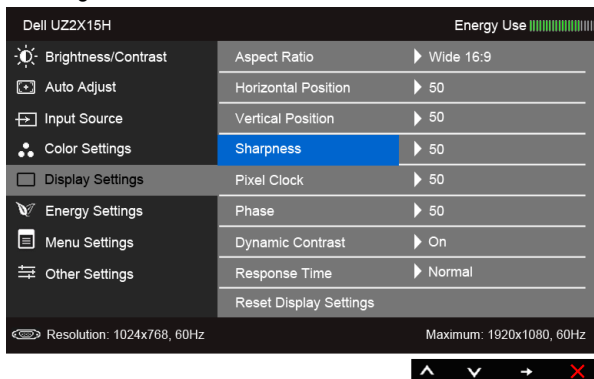 Dell UZ2X15H Energy Use
Brightness/Contrast Aspect Ratio Wide 16:9
Auto Adjust Horizontal Position 50
Input Source Vertical Position 50
Color Settings Sharpness 50
Display Settings Pixel Clock 50
Energy Settings Phase 50
Menu Settings Dynamic Contrast On
Other Settings Response Time Normal
Reset Display Settings
Resolution: 1024x768, 60Hz Maximum: 1920x1080, 60Hz